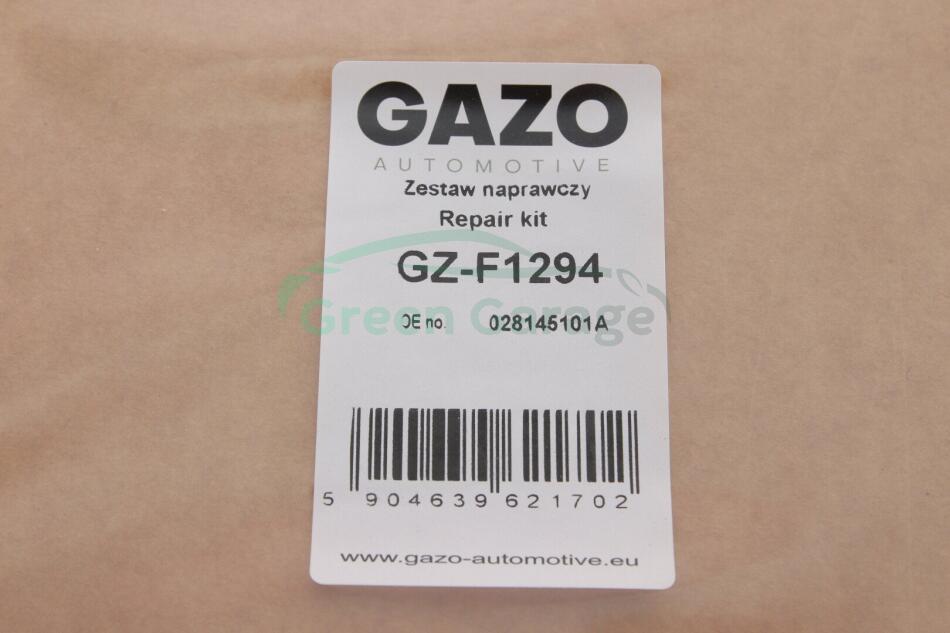 GAZO
AUTOMOTIVE
Zestaw naprawczy
Repair kit
GZ-F1294
Green Garage
OE no. 028145101A
5 904639 621702
www.gazo-automotive.eu